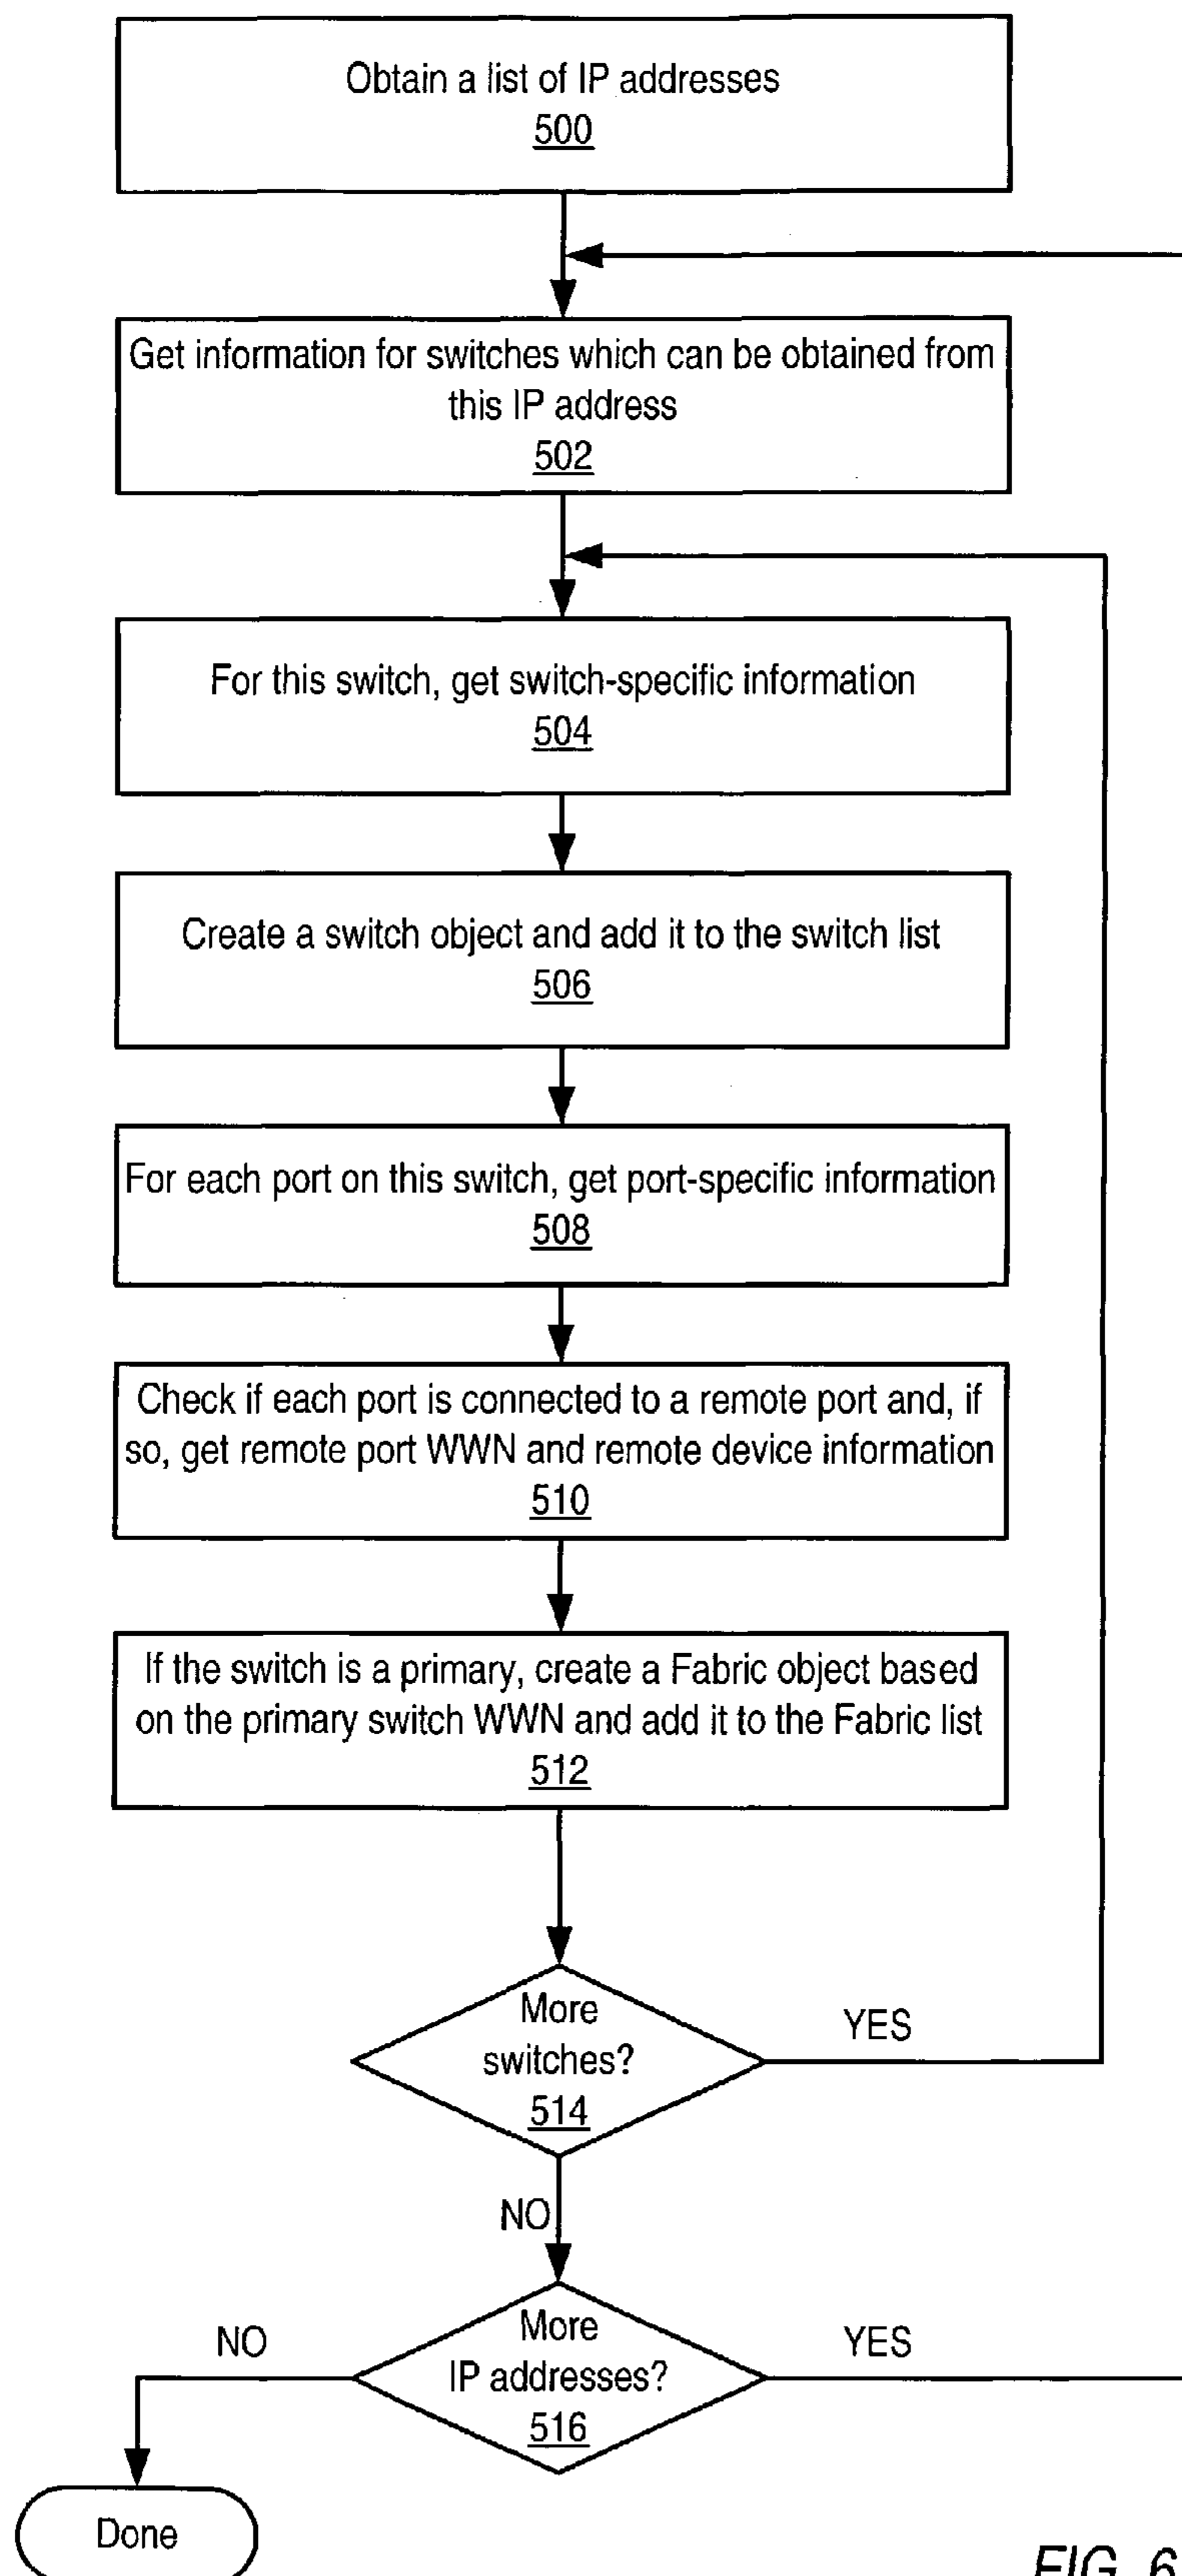 Obtain a list of IP addresses
500
Get information for switches which can be obtained from
this IP address
502
For this switch, get switch-specific information
504
Create a switch object and add it to the switch list
506
For each port on this switch, get port-specific information
508
Check if each port is connected to a remote port and, if
so, get remote port WWN and remote device information
510
If the switch is a primary, create a Fabric object based
on the primary switch WWN and add it to the Fabric list
512
More
switches?
514
YES
NO
More
IP addresses?
516
NO
YES
Done
FIG. 6